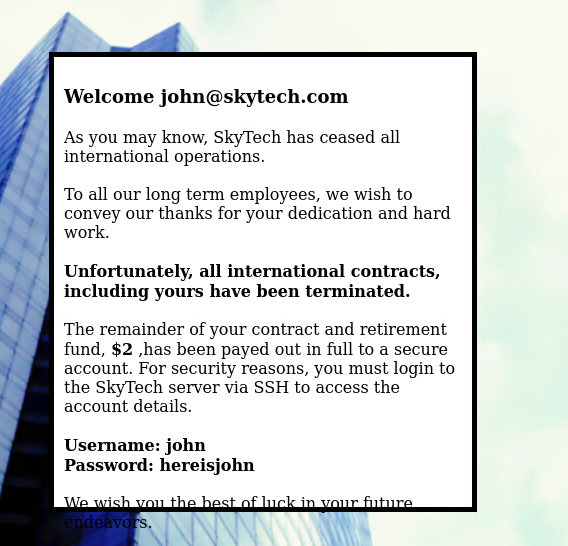 Welcome john@skytech.com
As you may know, SkyTech has ceased all
international operations.
To all our long term employees, we wish to
convey our thanks for your dedication and hard
work.
Unfortunately, all international contracts,
including yours have been terminated.
The remainder of your contract and retirement
fund, $2 ,has been payed out in full to a secure
account. For security reasons, you must login to
the SkyTech server via SSH to access the
account details.
Username: john
Password: hereisjohn
We wish you the best of luck in your future
endeavors.